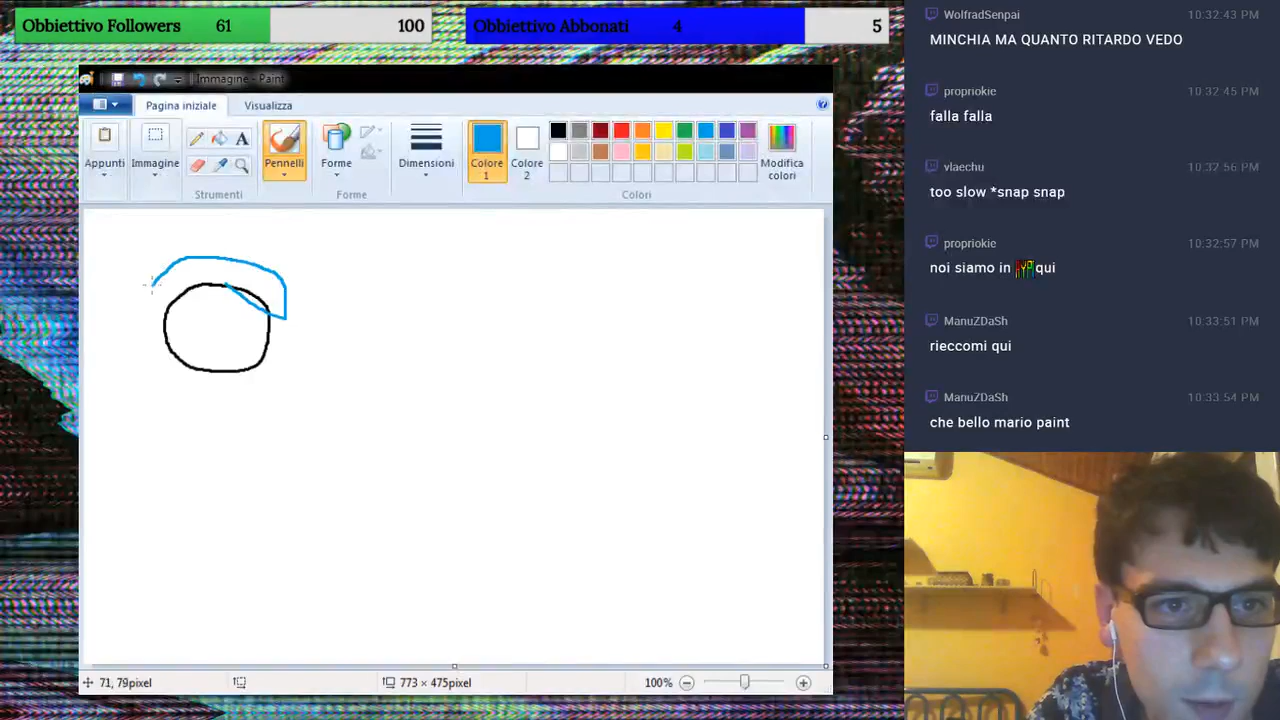 Obbiettivo Followers 61 100
Obbiettivo Abbonati 4 5
Immagine - Paint
Pagina iniziale
Visualizza
Appunti
Immagine
Strumenti
A
Pennelli
Forme
Forme
Dimensioni
Colore 1
Colore 2
Colori
Modifica colori
71, 79pixel
773 × 475pixel
100%
WolfradSenpai 10:32:43 PM
MINCHIA MA QUANTO RITARDO VEDO
propriokie 10:32:45 PM
falla falla
vlaechu 10:32:56 PM
too slow *snap snap
propriokie 10:32:57 PM
noi siamo in qui
ManuZDaSh 10:33:51 PM
rieccomi qui
ManuZDaSh 10:33:54 PM
che bello mario paint